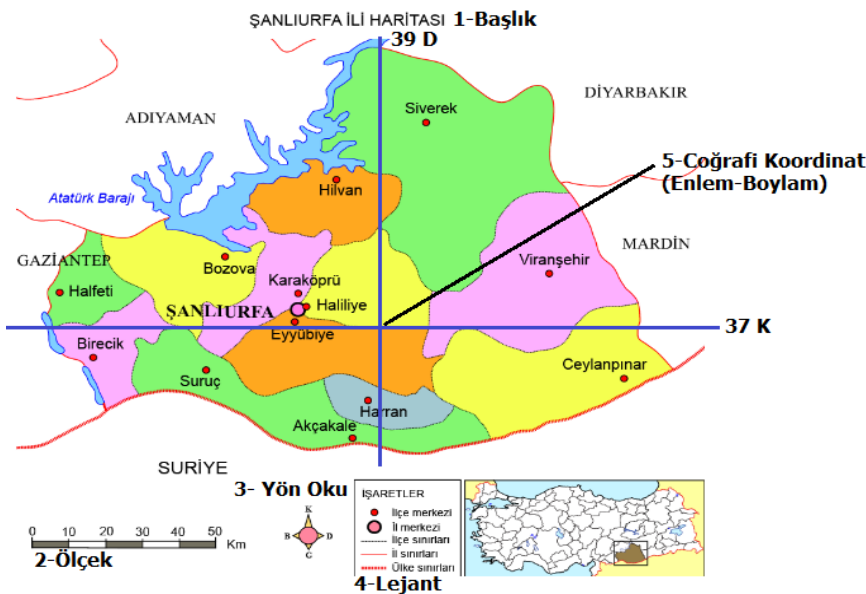 ŞANLIURFA İLİ HARİTASI 1-Başlık
39 D
Siverek
DİYARBAKIR
ADIYAMAN
5-Coğrafi Koordinat
(Enlem-Boylam)
Hilvan
Atatürk Barajı
MARDİN
GAZİANTEP
Bozova
Viranşehir
Karaköprü
Halfeti
Haliliye
ŞANLIURFA
Eyyübiye
37 K
Birecik
Ceylanpınar
Suruç
Harran
Akçakale
SURİYE
3- Yön Oku
İŞARETLER
K
İlçe merkezi
0 10 20 30 40 50
İl merkezi
Km
B D
İlçe sınırları
2-Ölçek
G
İl sınırları
Ülke sınırları
4-Lejant